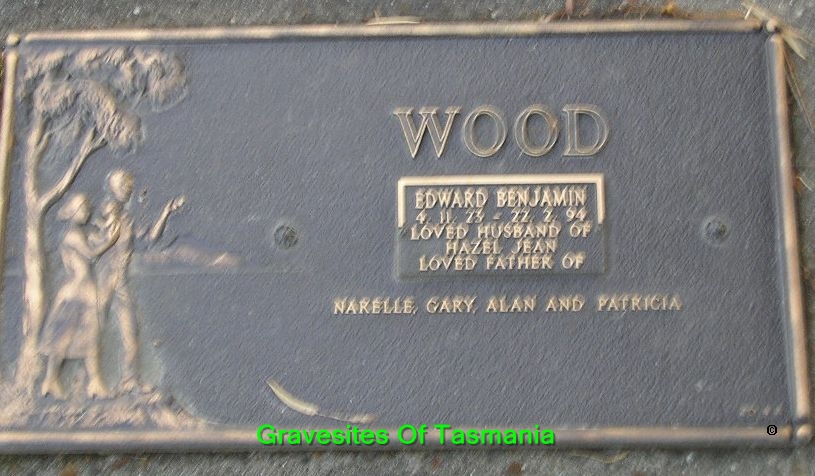 WOOD
EDWARD BENJAMIN
4. 11. 23 - 22. 2. 94
LOVED HUSBAND OF
HAZEL JEAN
LOVED FATHER OF
NARELLE, GARY, ALAN AND PATRICIA
Gravesites Of Tasmania
©